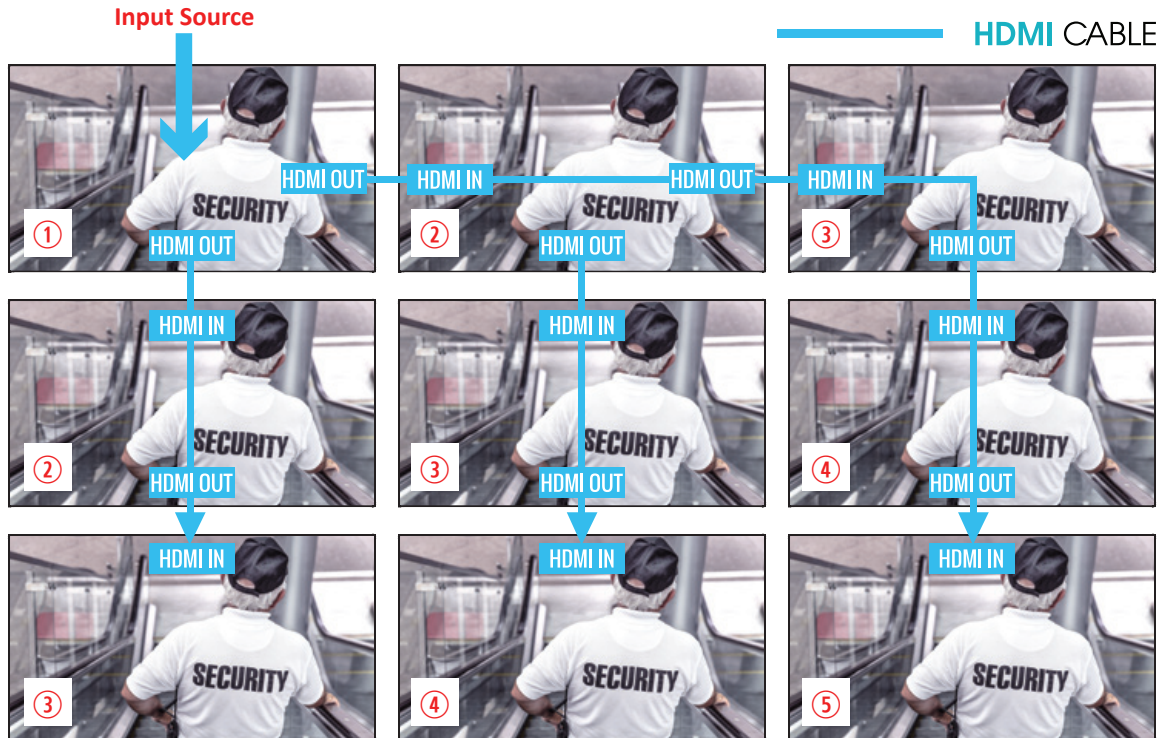 Input Source
HDMI CABLE
HDMI OUT
HDMI IN
HDMI OUT
HDMI IN
SECURITY
SECURITY
SECURITY
①
HDMI OUT
②
HDMI OUT
③
HDMI OUT
HDMI IN
HDMI IN
HDMI IN
SECURITY
SECURITY
SECURITY
②
HDMI OUT
③
HDMI OUT
④
HDMI OUT
HDMI IN
HDMI IN
HDMI IN
SECURITY
SECURITY
SECURITY
③
④
⑤